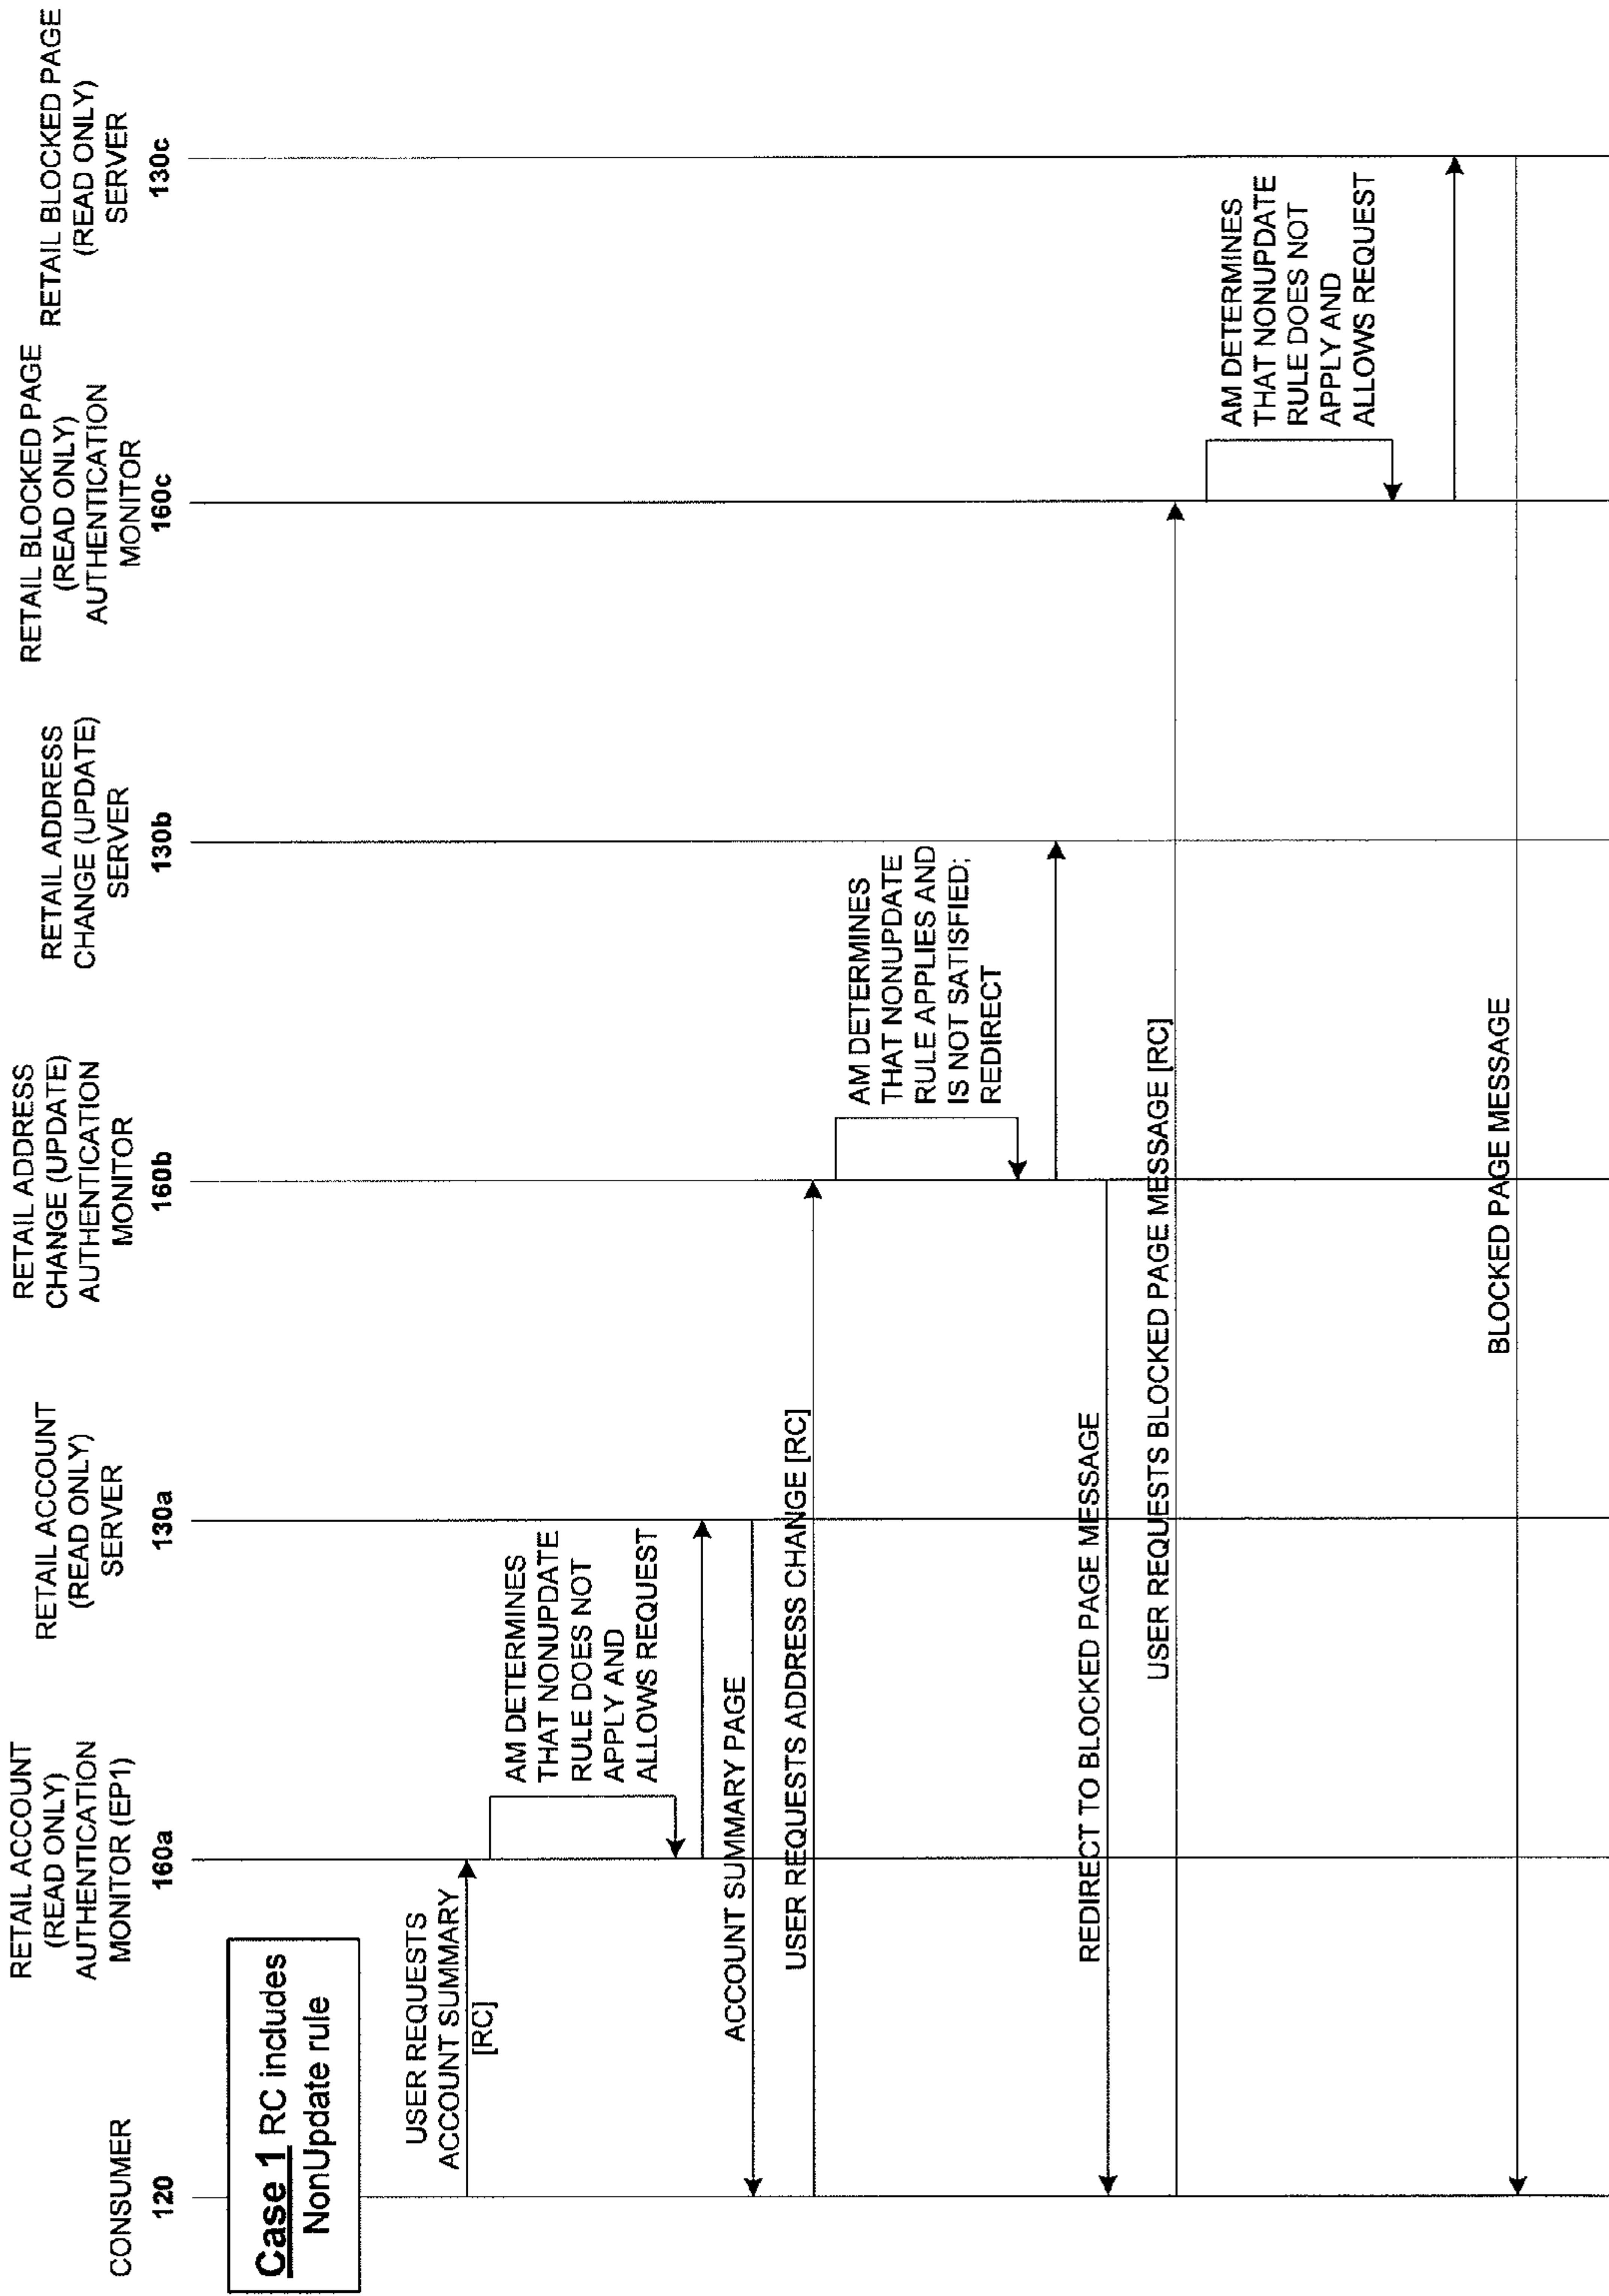 CONSUMER
120
RETAIL ACCOUNT
(READ ONLY)
AUTHENTICATION
MONITOR (EP1)
160a
RETAIL ACCOUNT
(READ ONLY)
SERVER
130a
RETAIL ADDRESS
CHANGE (UPDATE)
AUTHENTICATION
MONITOR
160b
RETAIL ADDRESS
CHANGE (UPDATE)
SERVER
130b
RETAIL BLOCKED PAGE
(READ ONLY)
AUTHENTICATION
MONITOR
160c
RETAIL BLOCKED PAGE
(READ ONLY)
SERVER
130c
Case 1 RC includes
NonUpdate rule
USER REQUESTS
ACCOUNT SUMMARY
[RC]
AM DETERMINES
THAT NONUPDATE
RULE DOES NOT
APPLY AND
ALLOWS REQUEST
ACCOUNT SUMMARY PAGE
USER REQUESTS ADDRESS CHANGE [RC]
AM DETERMINES
THAT NONUPDATE
RULE APPLIES AND
IS NOT SATISFIED;
REDIRECT
REDIRECT TO BLOCKED PAGE MESSAGE
USER REQUESTS BLOCKED PAGE MESSAGE [RC]
AM DETERMINES
THAT NONUPDATE
RULE DOES NOT
APPLY AND
ALLOWS REQUEST
BLOCKED PAGE MESSAGE